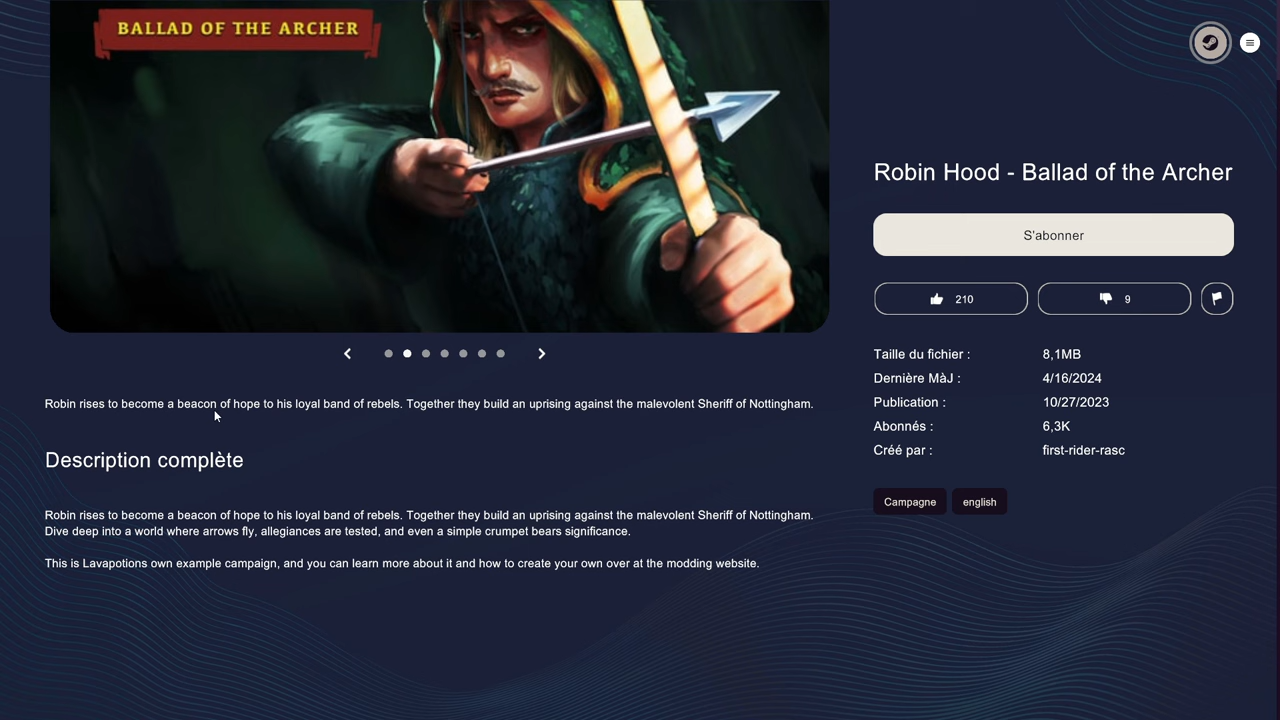 BALLAD OF THE ARCHER
Robin Hood - Ballad of the Archer
S'abonner
210
9
Taille du fichier : 8,1MB
Dernière MàJ : 4/16/2024
Publication : 10/27/2023
Abonnés : 6,3K
Créé par : first-rider-rasc
Campagne english
Robin rises to become a beacon of hope to his loyal band of rebels. Together they build an uprising against the malevolent Sheriff of Nottingham.
Description complète
Robin rises to become a beacon of hope to his loyal band of rebels. Together they build an uprising against the malevolent Sheriff of Nottingham.
Dive deep into a world where arrows fly, allegiances are tested, and even a simple crumpet bears significance.
This is Lavapotions own example campaign, and you can learn more about it and how to create your own over at the modding website.